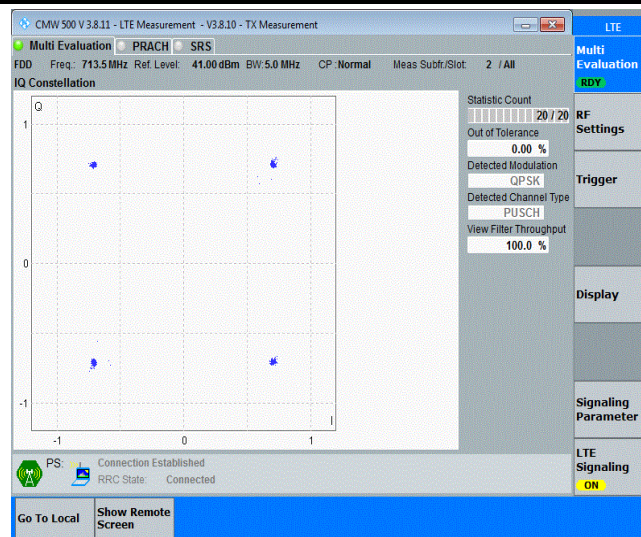 CMW 500 V 3.8.11 - LTE Measurement - V3.8.10 - TX Measurement
LTE
Multi Evaluation PRACH SRS
Multi
Evaluation
RDY
FDD Freq.: 713.5 MHz Ref. Level: 41.00 dBm BW: 5.0 MHz CP : Normal Meas Subfr./Slot: 2 / All
IQ Constellation
Q
1
0
-1
-1
0
1
I
Statistic Count
20 / 20
Out of Tolerance
0.00 %
Detected Modulation
QPSK
Detected Channel Type
PUSCH
View Filter Throughput
100.0 %
RF
Settings
Trigger
Display
Signaling
Parameter
LTE
Signaling
ON
PS:
Connection Established
RRC State: Connected
Go To Local
Show Remote
Screen